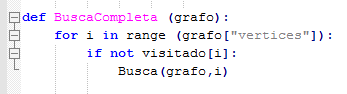 def BuscaCompleta (grafo):
    for i in range (grafo["vertices"]):
        if not visitado[i]:
            Busca(grafo,i)